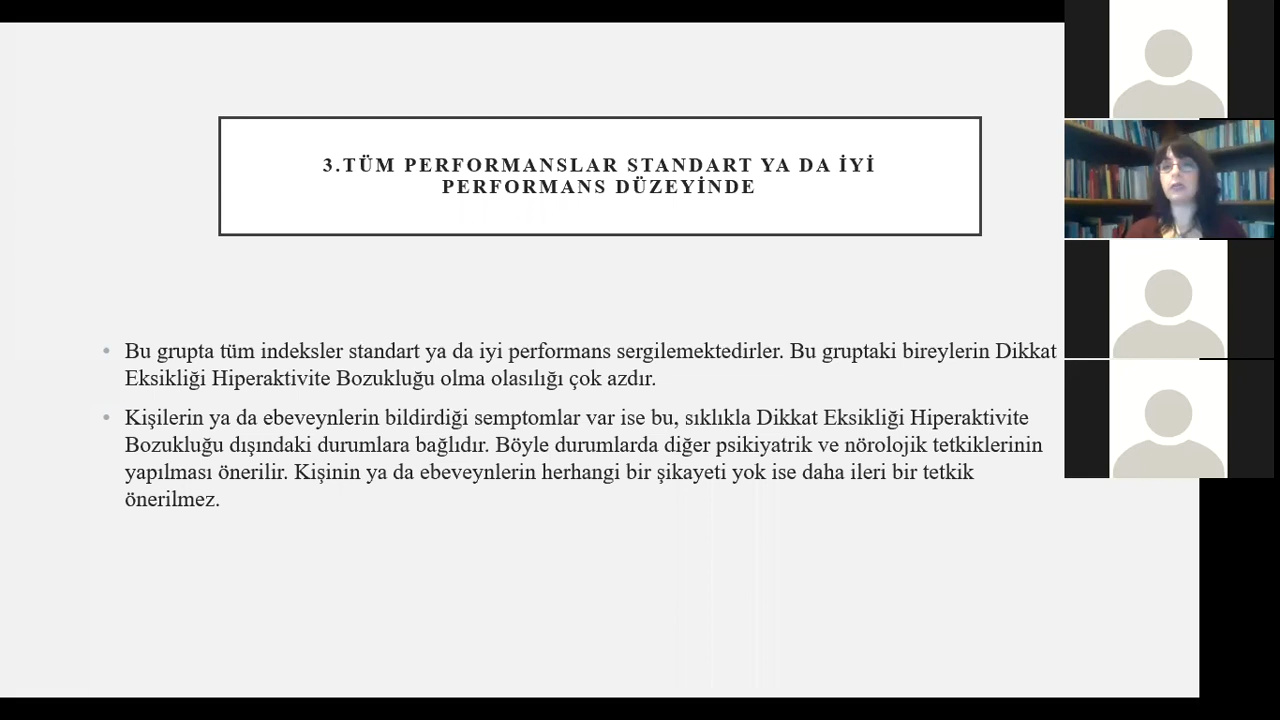 3.TÜM PERFORMANSLAR STANDART YA DA İYİ
PERFORMANS DÜZEYİNDE
• Bu grupta tüm indeksler standart ya da iyi performans sergilemektedirler. Bu gruptaki bireylerin Dikkat
Eksikliği Hiperaktivite Bozukluğu olma olasılığı çok azdır.
• Kişilerin ya da ebeveynlerin bildirdiği semptomlar var ise bu, sıklıkla Dikkat Eksikliği Hiperaktivite
Bozukluğu dışındaki durumlara bağlıdır. Böyle durumlarda diğer psikiyatrik ve nörolojik tetkiklerinin
yapılması önerilir. Kişinin ya da ebeveynlerin herhangi bir şikayeti yok ise daha ileri bir tetkik
önerilmez.